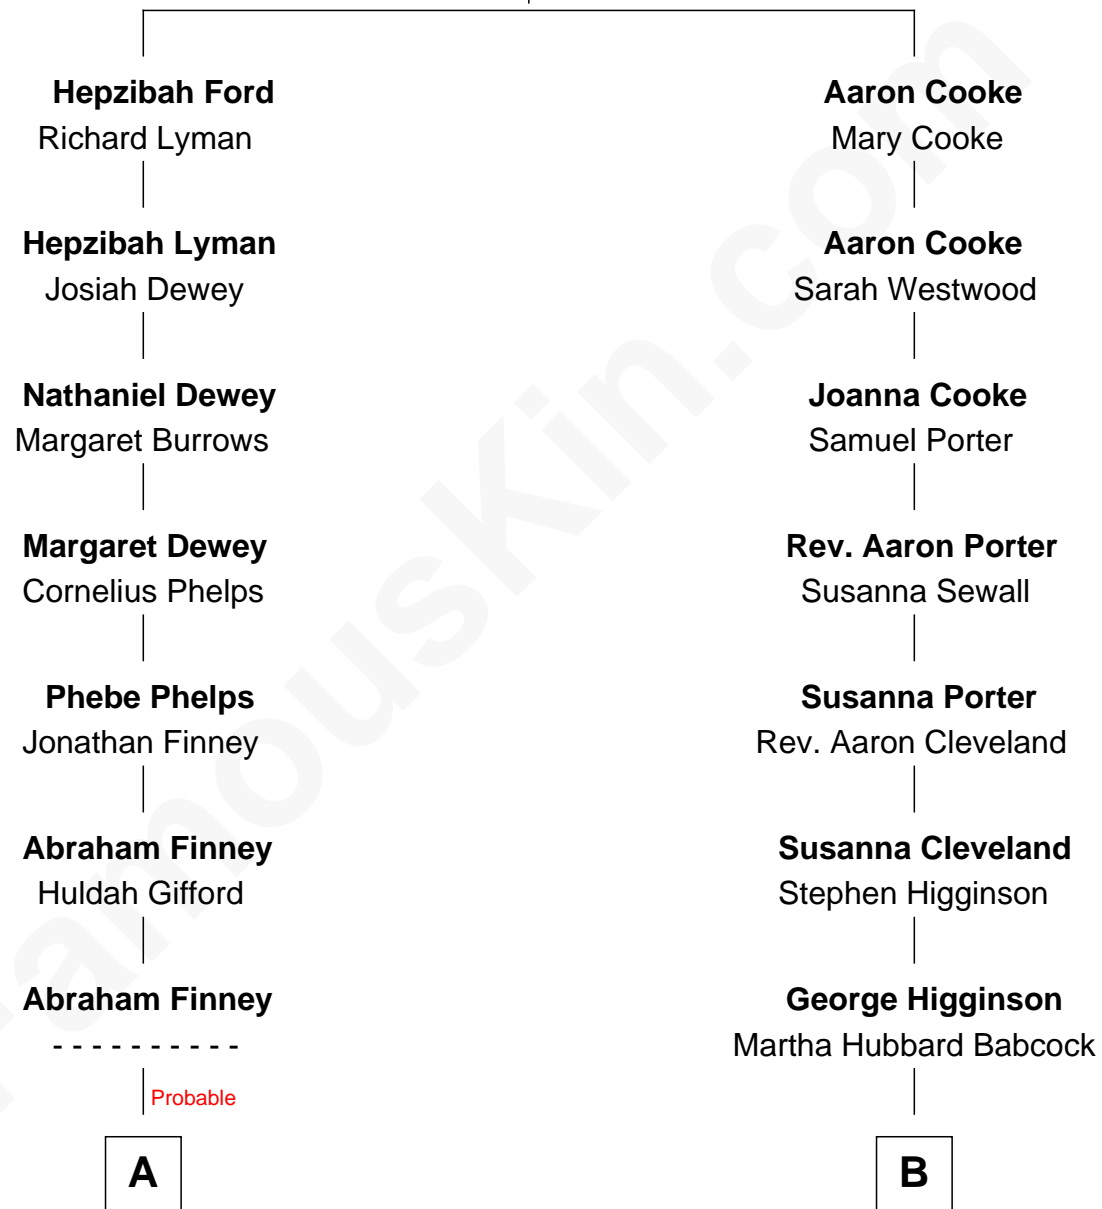 Hepzibah Ford
Richard Lyman
Hepzibah Lyman
Josiah Dewey
Nathaniel Dewey
Margaret Burrows
Margaret Dewey
Cornelius Phelps
Phebe Phelps
Jonathan Finney
Abraham Finney
Huldah Gifford
Abraham Finney
- - - - - - - - - -
Probable
A
Aaron Cooke
Mary Cooke
Aaron Cooke
Sarah Westwood
Joanna Cooke
Samuel Porter
Rev. Aaron Porter
Susanna Sewall
Susanna Porter
Rev. Aaron Cleveland
Susanna Cleveland
Stephen Higginson
George Higginson
Martha Hubbard Babcock
B
FamousKin.com